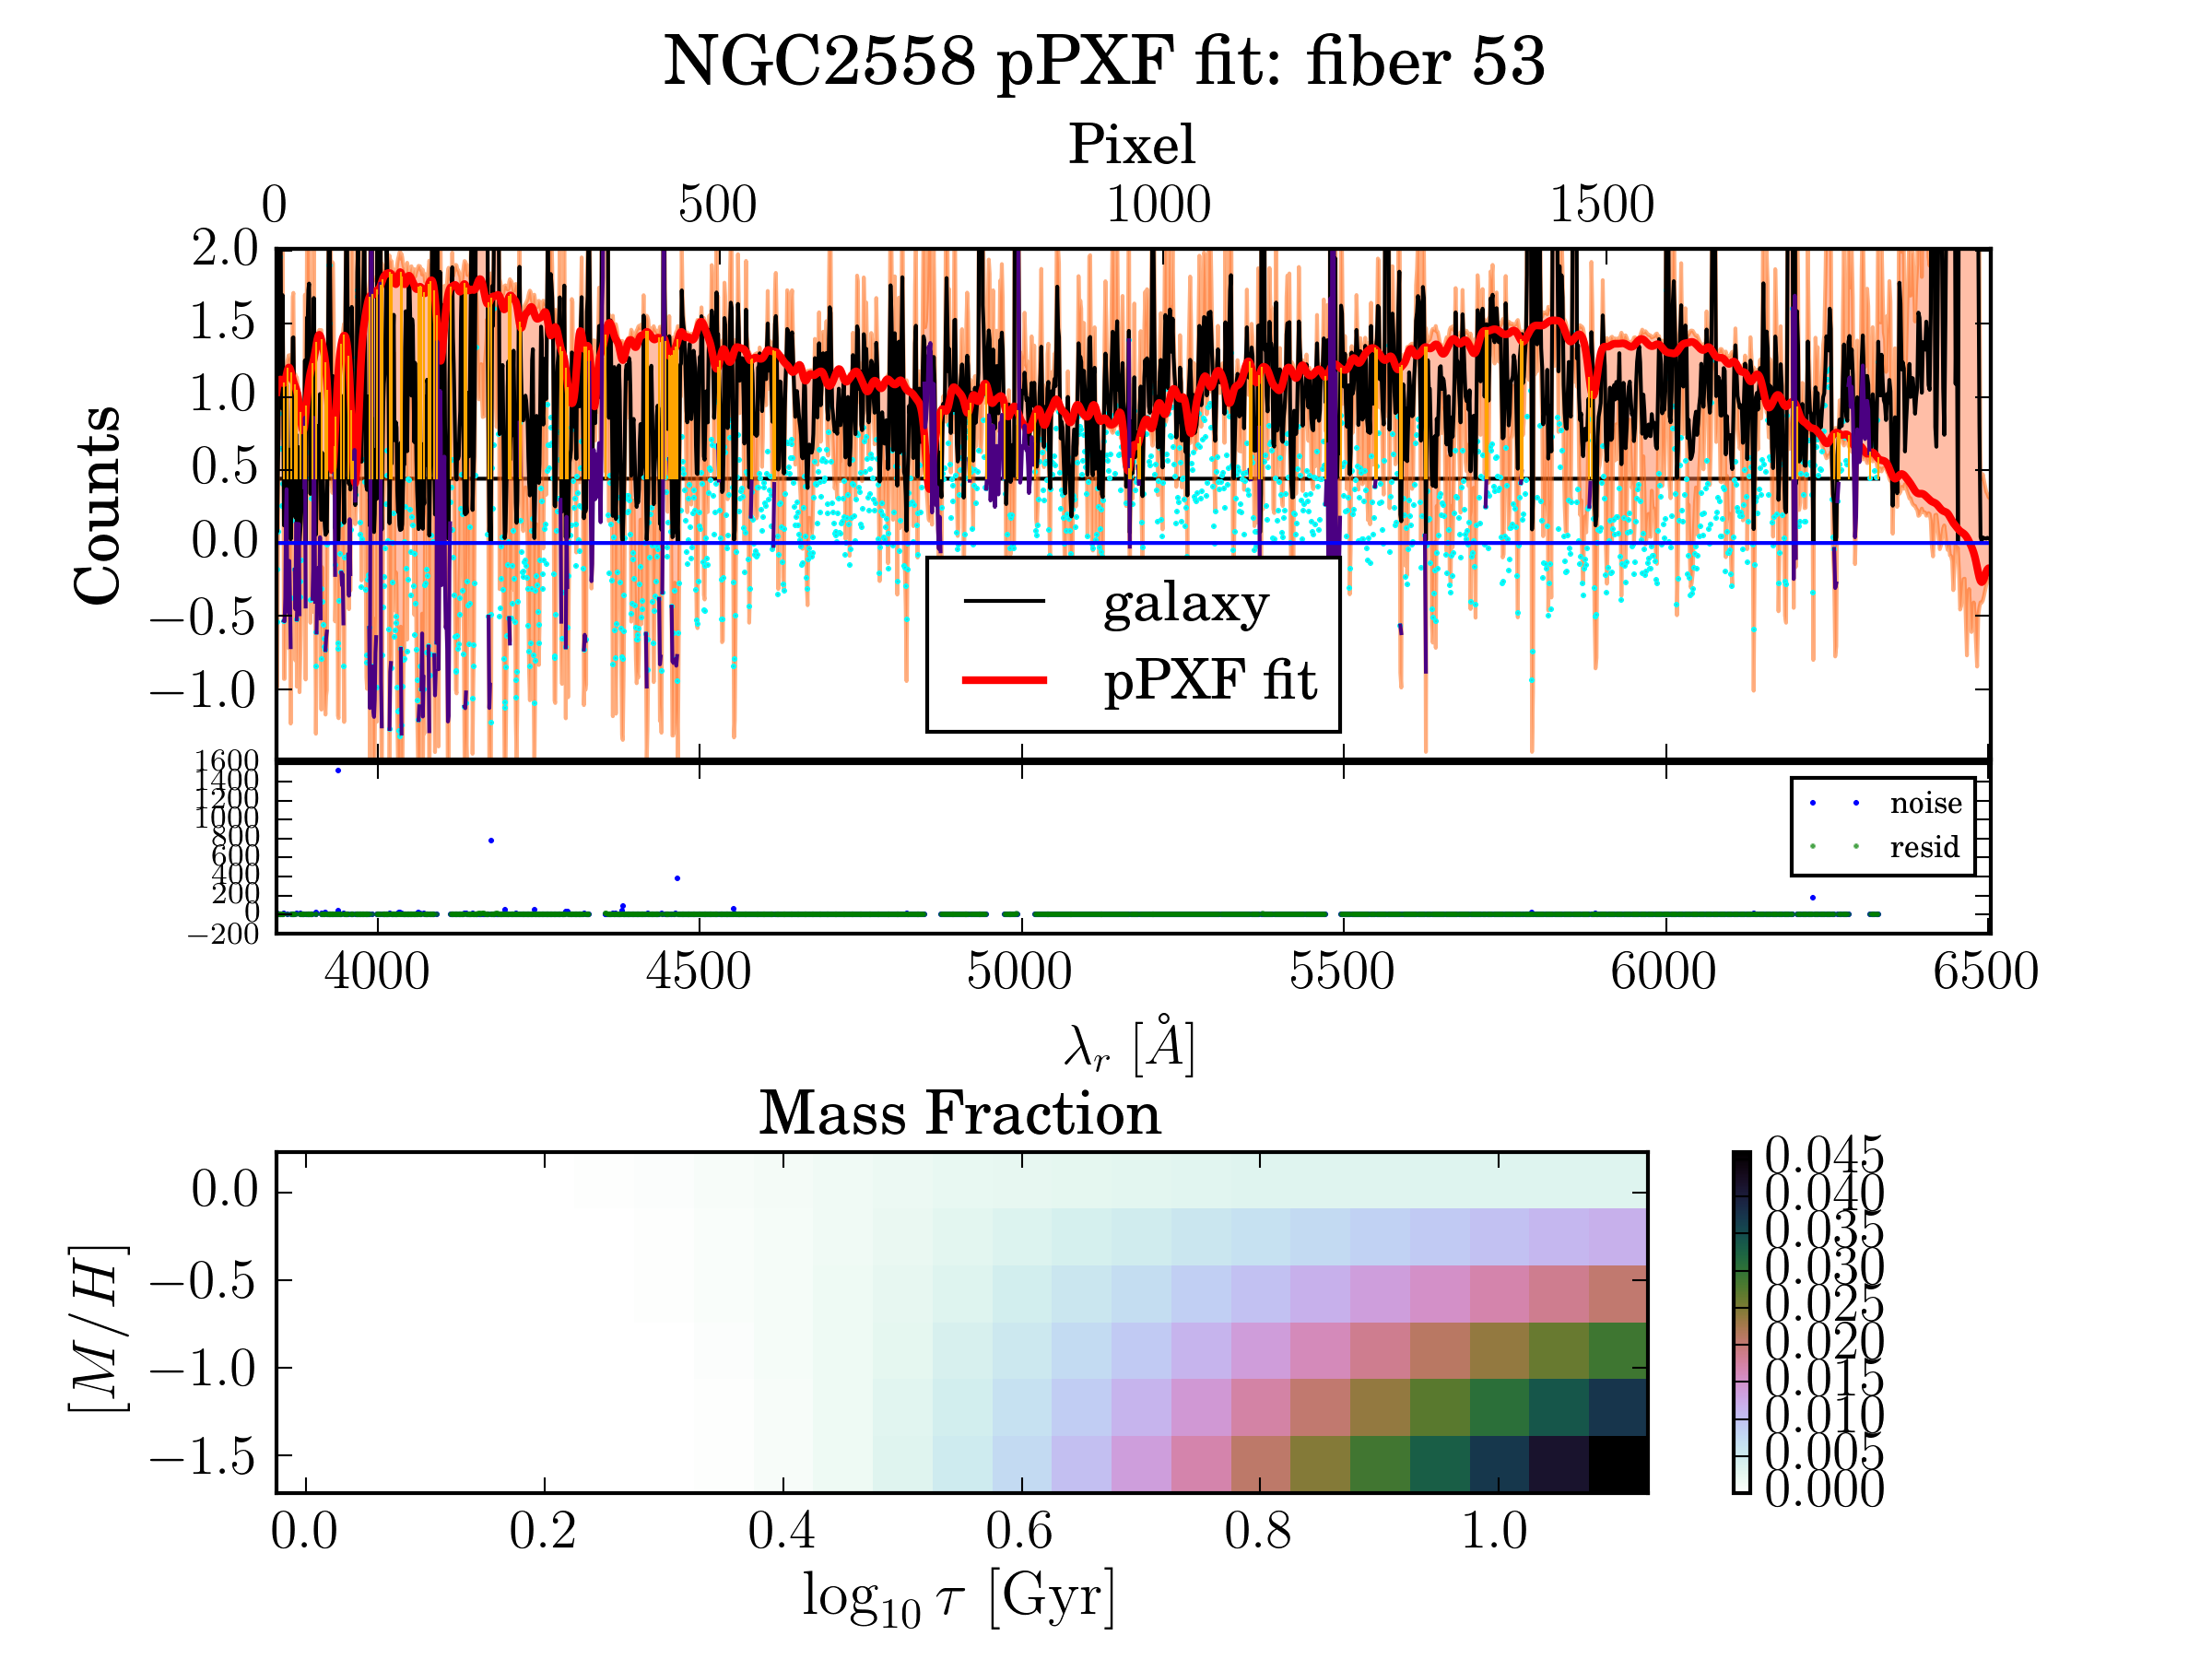 NGC2558 pPXF fit: fiber 53
Pixel
0 500 1000 1500
2.0
1.5
1.0
0.5
0.0
−0.5
−1.0
Counts
galaxy
pPXF fit
1600
1400
1200
1000
800
600
400
200
0
−200
noise
resid
4000 4500 5000 5500 6000 6500
λr [Å]
Mass Fraction
0.0
−0.5
−1.0
−1.5
[M/H]
0.0 0.2 0.4 0.6 0.8 1.0
log10 τ [Gyr]
0.045
0.040
0.035
0.030
0.025
0.020
0.015
0.010
0.005
0.000